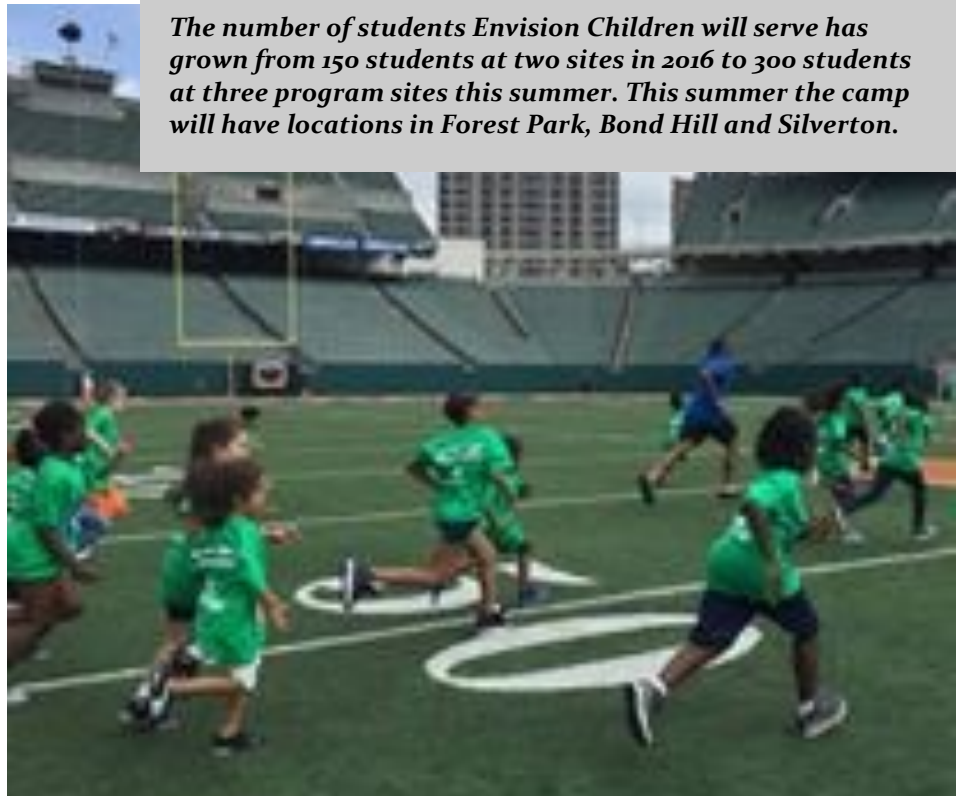 The number of students Envision Children will serve has
grown from 150 students at two sites in 2016 to 300 students
at three program sites this summer. This summer the camp
will have locations in Forest Park, Bond Hill and Silverton.